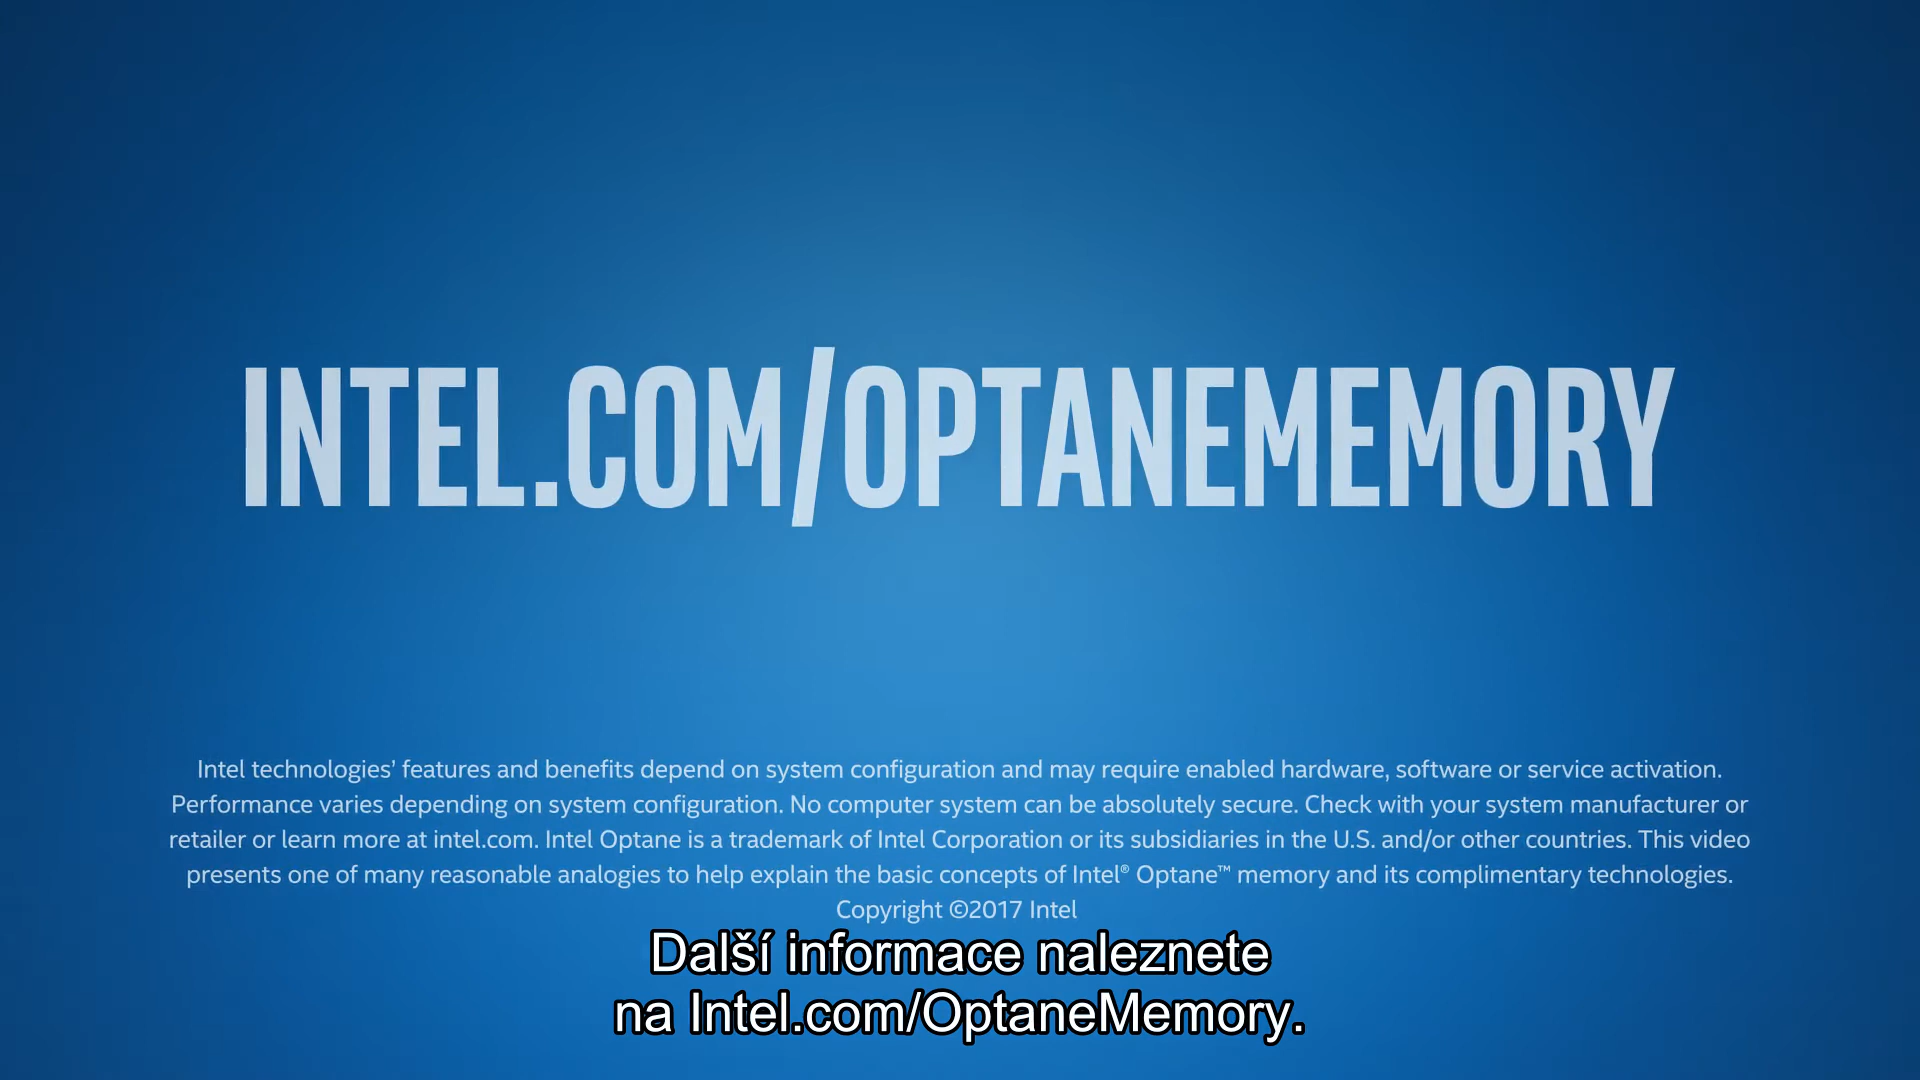 INTEL.COM/OPTANEMEMORY
Intel technologies’ features and benefits depend on system configuration and may require enabled hardware, software or service activation.
Performance varies depending on system configuration. No computer system can be absolutely secure. Check with your system manufacturer or
retailer or learn more at intel.com. Intel Optane is a trademark of Intel Corporation or its subsidiaries in the U.S. and/or other countries. This video
presents one of many reasonable analogies to help explain the basic concepts of Intel® Optane™ memory and its complimentary technologies.
Copyright ©2017 Intel
Další informace naleznete
na Intel.com/OptaneMemory.